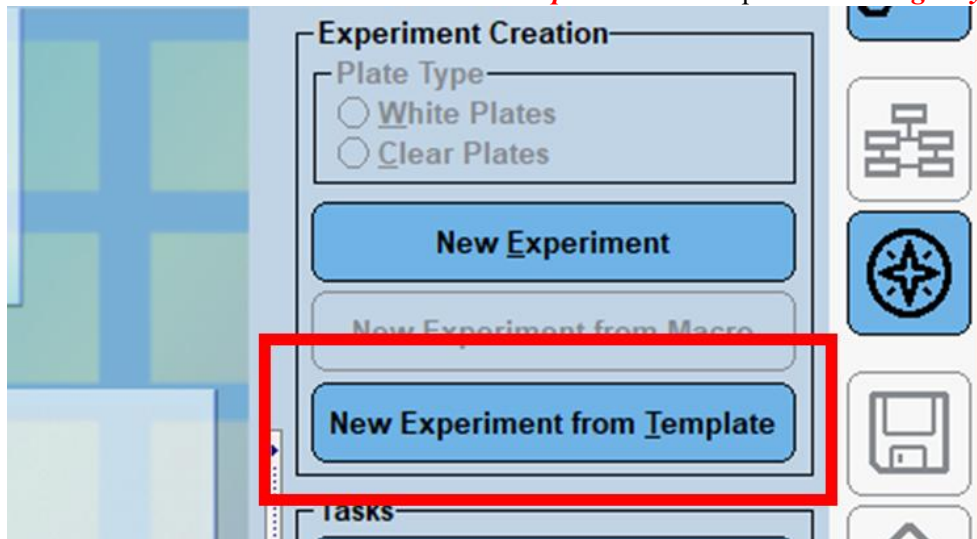 Experiment Creation
Plate Type
White Plates
Clear Plates
New Experiment
New Experiment from Macro
New Experiment from Template
Tasks